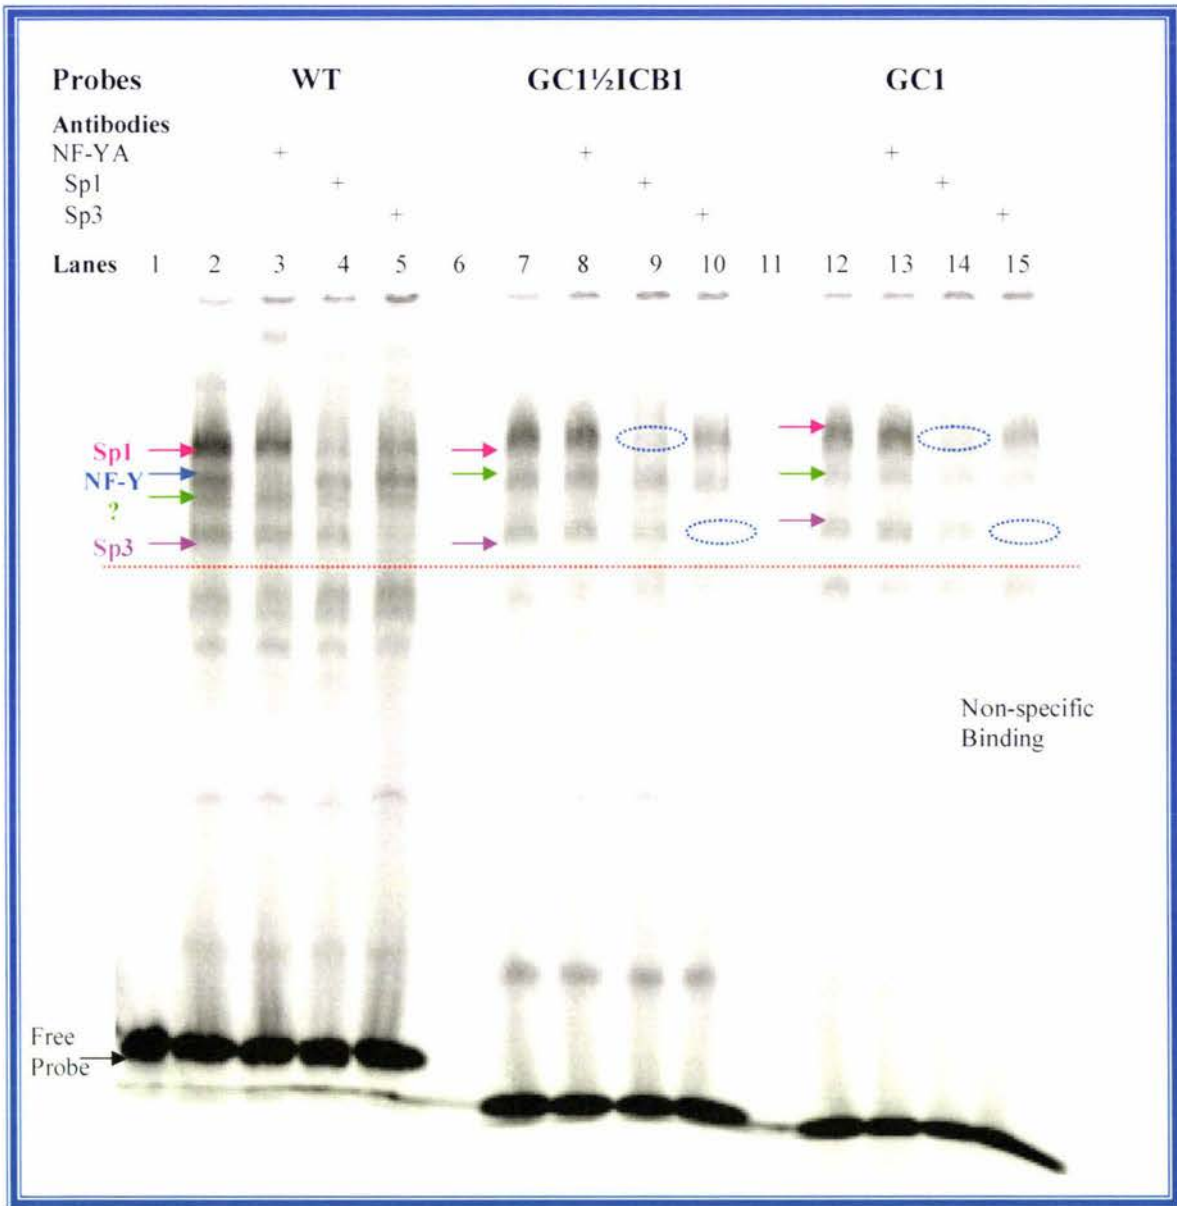 Probes WT GC1½ICB1 GC1
Antibodies
NF-YA + + +
Sp1 + + +
Sp3 + + +
Lanes 1 2 3 4 5 6 7 8 9 10 11 12 13 14 15
Sp1
NF-Y
?
Sp3
Non-specific
Binding
Free
Probe